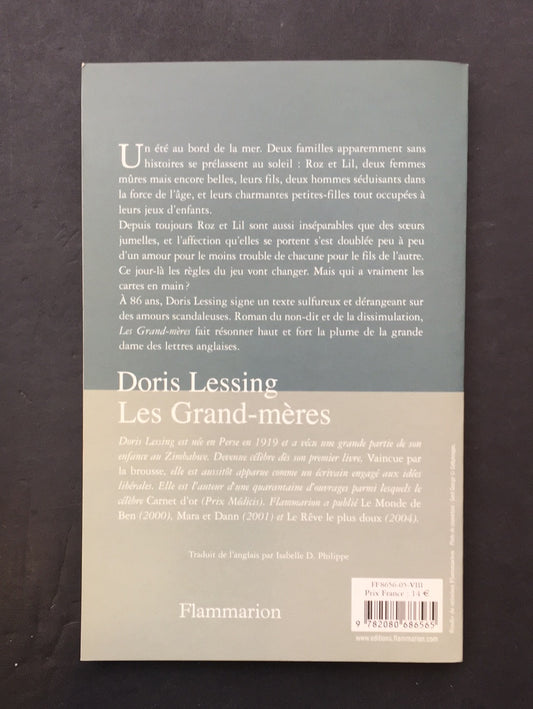 Un été au bord de la mer. Deux familles apparemment sans
histoires se prélassent au soleil : Roz et Lil, deux femmes
mûres mais encore belles, leurs fils, deux hommes séduisants dans
la force de l'âge, et leurs charmantes petites-filles tout occupées à
leurs jeux d'enfants.
Depuis toujours Roz et Lil sont aussi inséparables que des sœurs
jumelles, et l'affection qu'elles se portent s'est doublée peu à peu
d'un amour pour le moins trouble de chacune pour le fils de l'autre.
Ce jour-là les règles du jeu vont changer. Mais qui a vraiment les
cartes en main ?
À 86 ans, Doris Lessing signe un texte sulfureux et dérangeant sur
des amours scandaleuses. Roman du non-dit et de la dissimulation,
Les Grand-mères fait résonner haut et fort la plume de la grande
dame des lettres anglaises.
Doris Lessing
Les Grand-mères
Doris Lessing est née en Perse en 1919 et a vécu une grande partie de son
enfance au Zimbabwe. Devenue célèbre dès son premier livre, Vaincue par
la brousse, elle est aussitôt apparue comme un écrivain engagé aux idées
libérales. Elle est l'auteur d'une quarantaine d'ouvrages parmi lesquels le
célèbre Carnet d'or (Prix Médicis). Flammarion a publié Le Monde de
Ben (2000), Mara et Dann (2001) et Le Rêve le plus doux (2004).
Traduit de l'anglais par Isabelle D. Philippe
Flammarion
FF8656-05-VIII
Prix France : 14 €
9 782080 686565
www.editions.flammarion.com